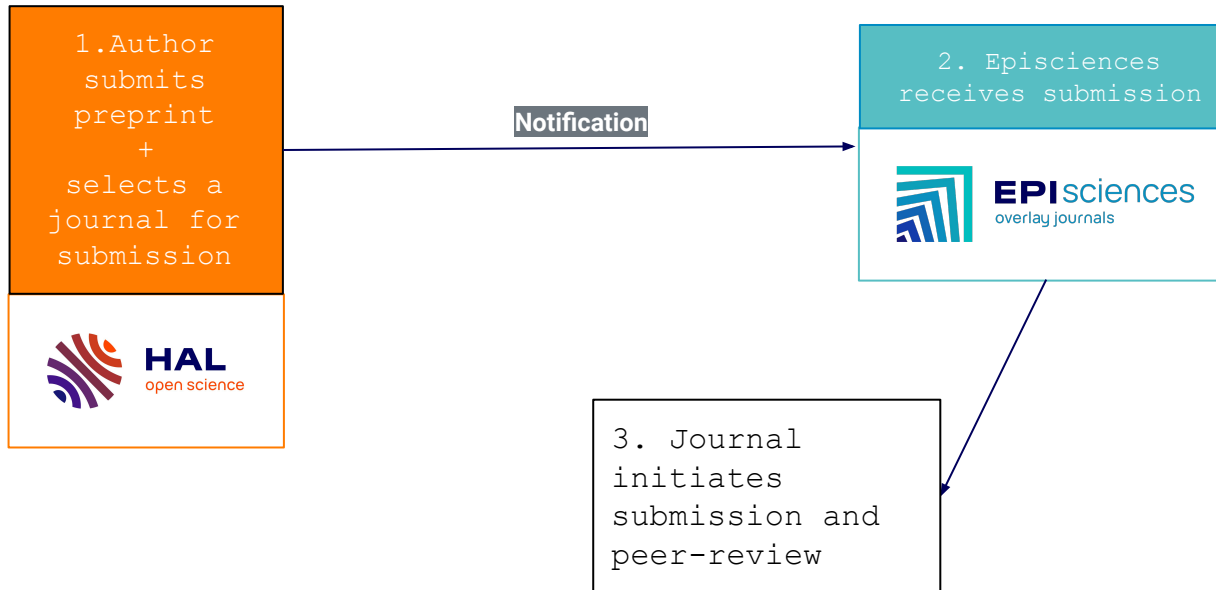 1.Author
submits
preprint
+
selects a
journal for
submission
HAL
open science
Notification
2. Episciences
receives submission
EPIsciences
overlay journals
3. Journal
initiates
submission and
peer-review